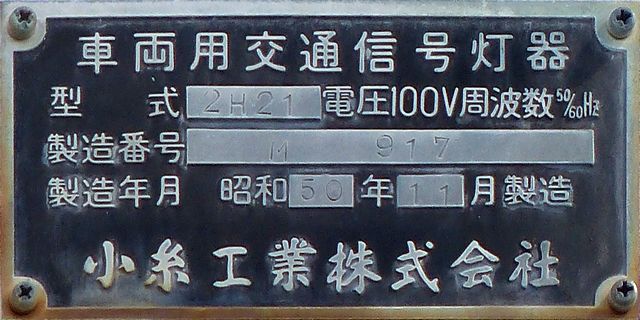 車両用交通信号灯器
型式 2H21 電圧100V周波数50/60Hz
製造番号 M 917
製造年月 昭和50年11月製造
小糸工業株式会社